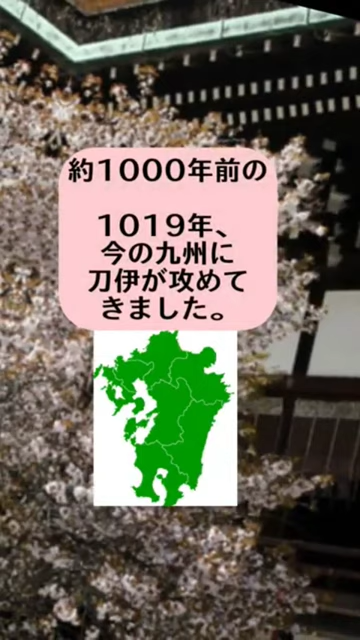 約1000年前の
1019年、
今の九州に
刀伊が攻めて
きました。